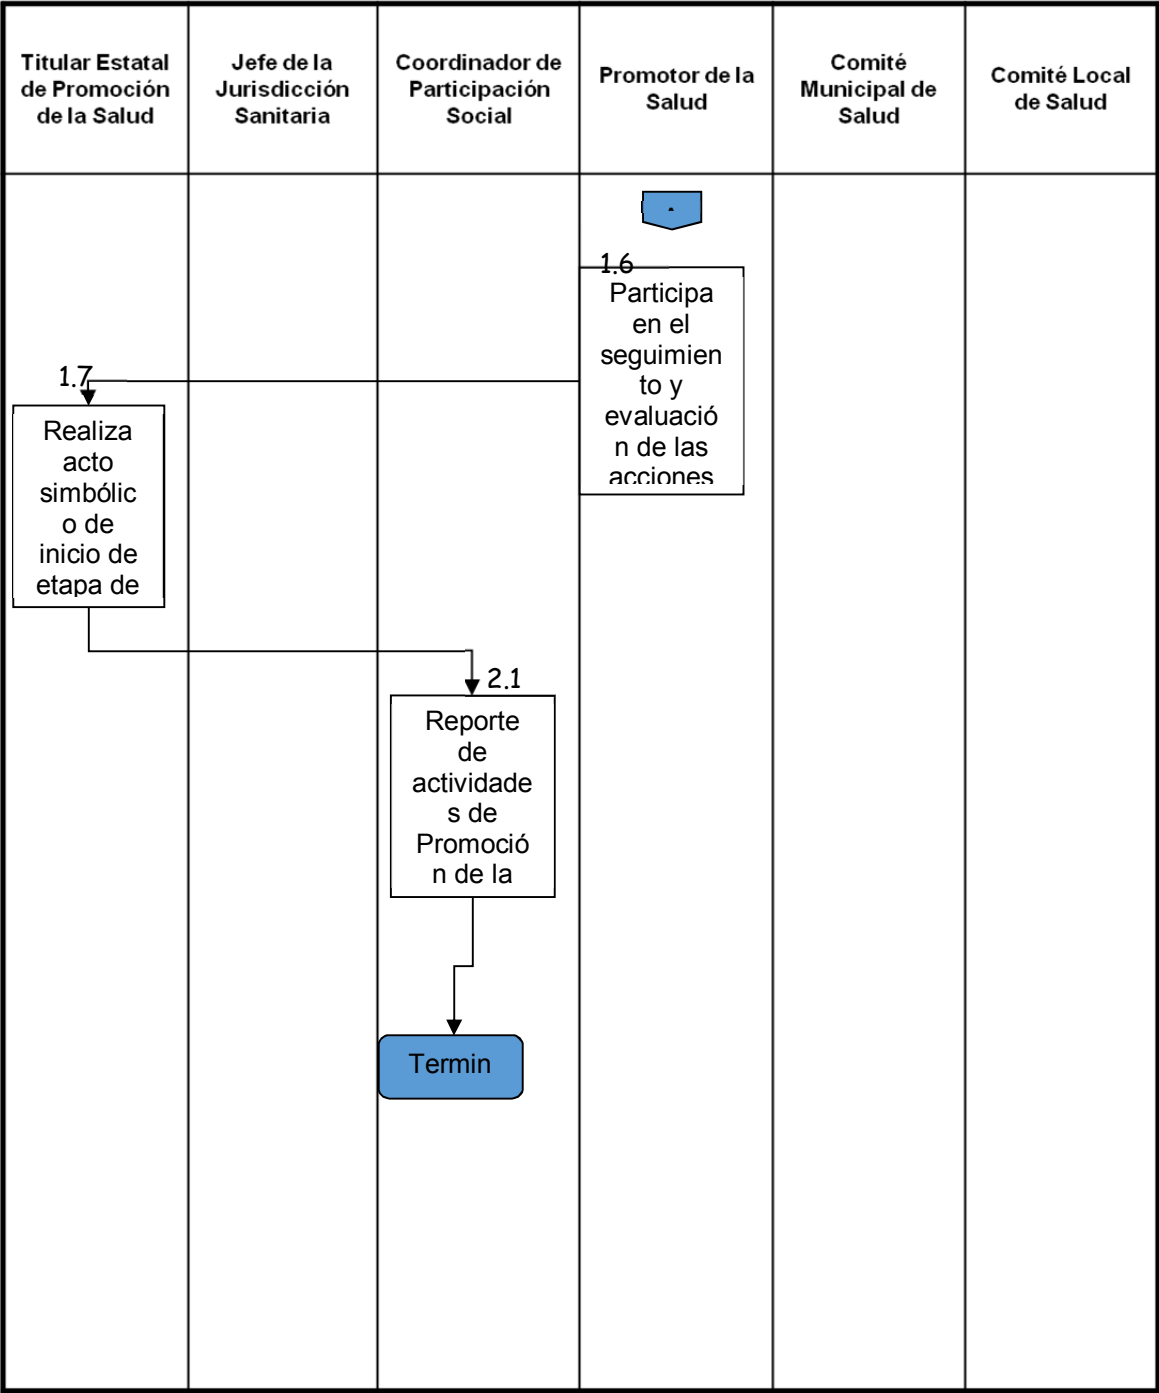 Titular Estatal
de Promoción
de la Salud
Jefe de la
Jurisdicción
Sanitaria
Coordinador de
Participación
Social
Promotor de la
Salud
Comité
Municipal de
Salud
Comité Local
de Salud
1.6
Participa
en el
seguimien
to y
evaluació
n de las
acciones
1.7
Realiza
acto
simbólic
o de
inicio de
etapa de
2.1
Reporte
de
actividade
s de
Promoció
n de la
Termin